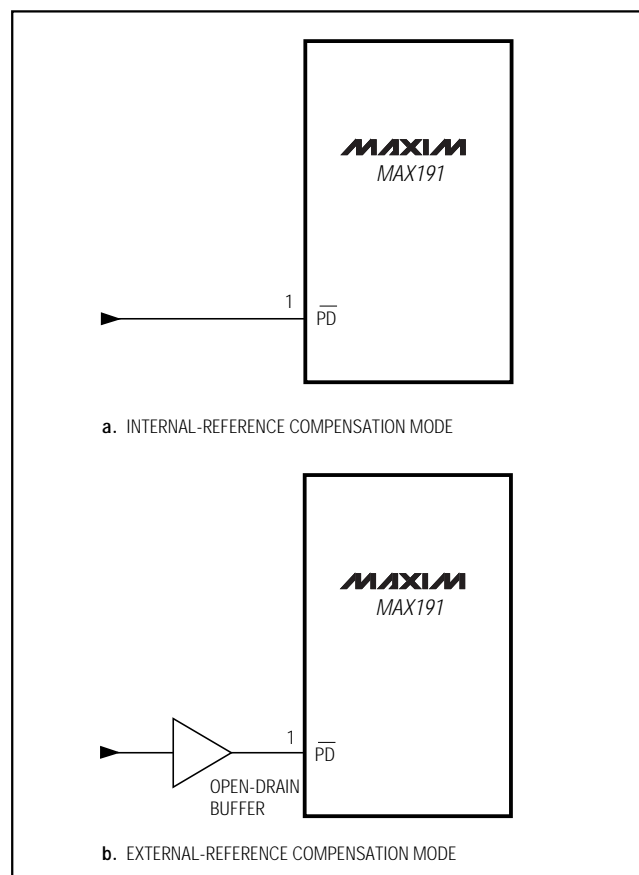 MAXIM
MAX191
1
PD
a. INTERNAL-REFERENCE COMPENSATION MODE
MAXIM
MAX191
1
PD
OPEN-DRAIN
BUFFER
b. EXTERNAL-REFERENCE COMPENSATION MODE